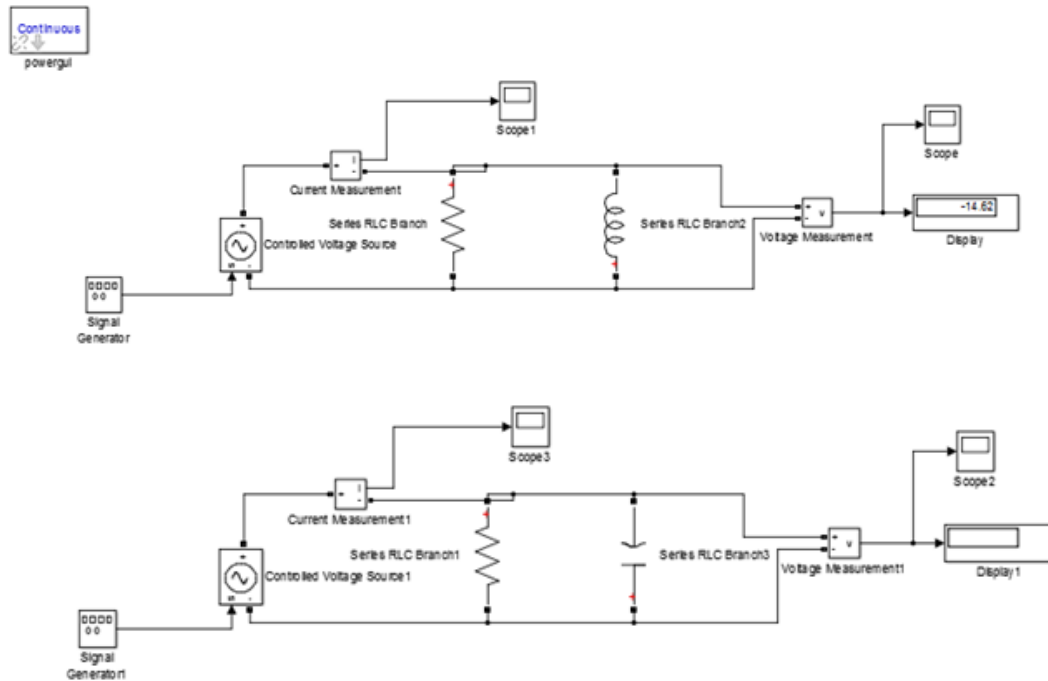 Continuous
powergui
Scope1
Scope
Current Measurement
Series RLC Branch
Series RLC Branch2
Controlled Voltage Source
Voltage Measurement
-14.62
Display
Signal
Generator
Scope3
Scope2
Current Measurement1
Series RLC Branch1
Series RLC Branch3
Controlled Voltage Source1
Voltage Measurement1
Display1
Signal
Generator1